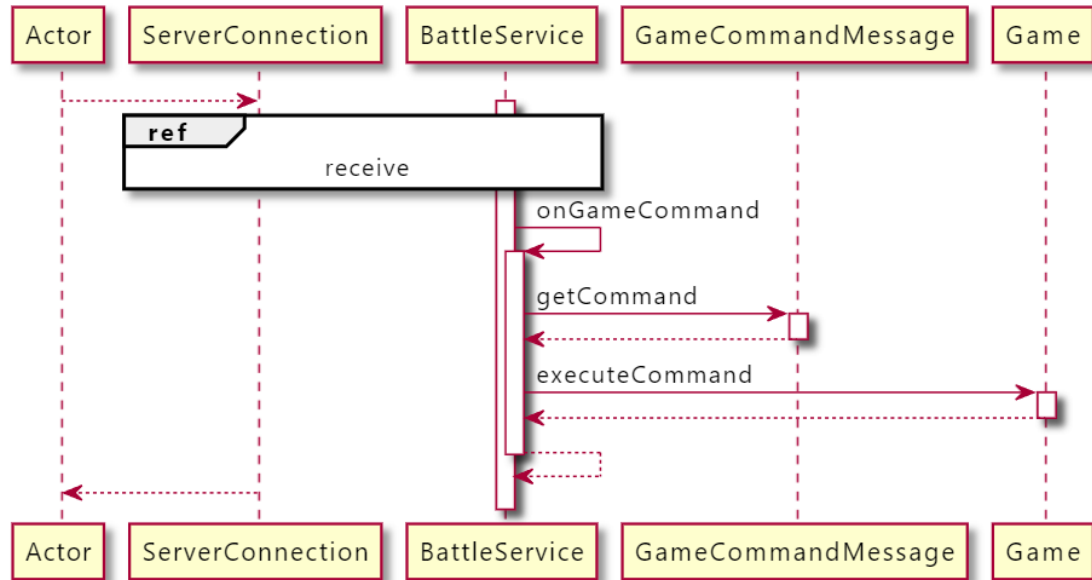 Actor
ServerConnection
BattleService
GameCommandMessage
Game
ref
receive
onGameCommand
getCommand
executeCommand
Actor
ServerConnection
BattleService
GameCommandMessage
Game